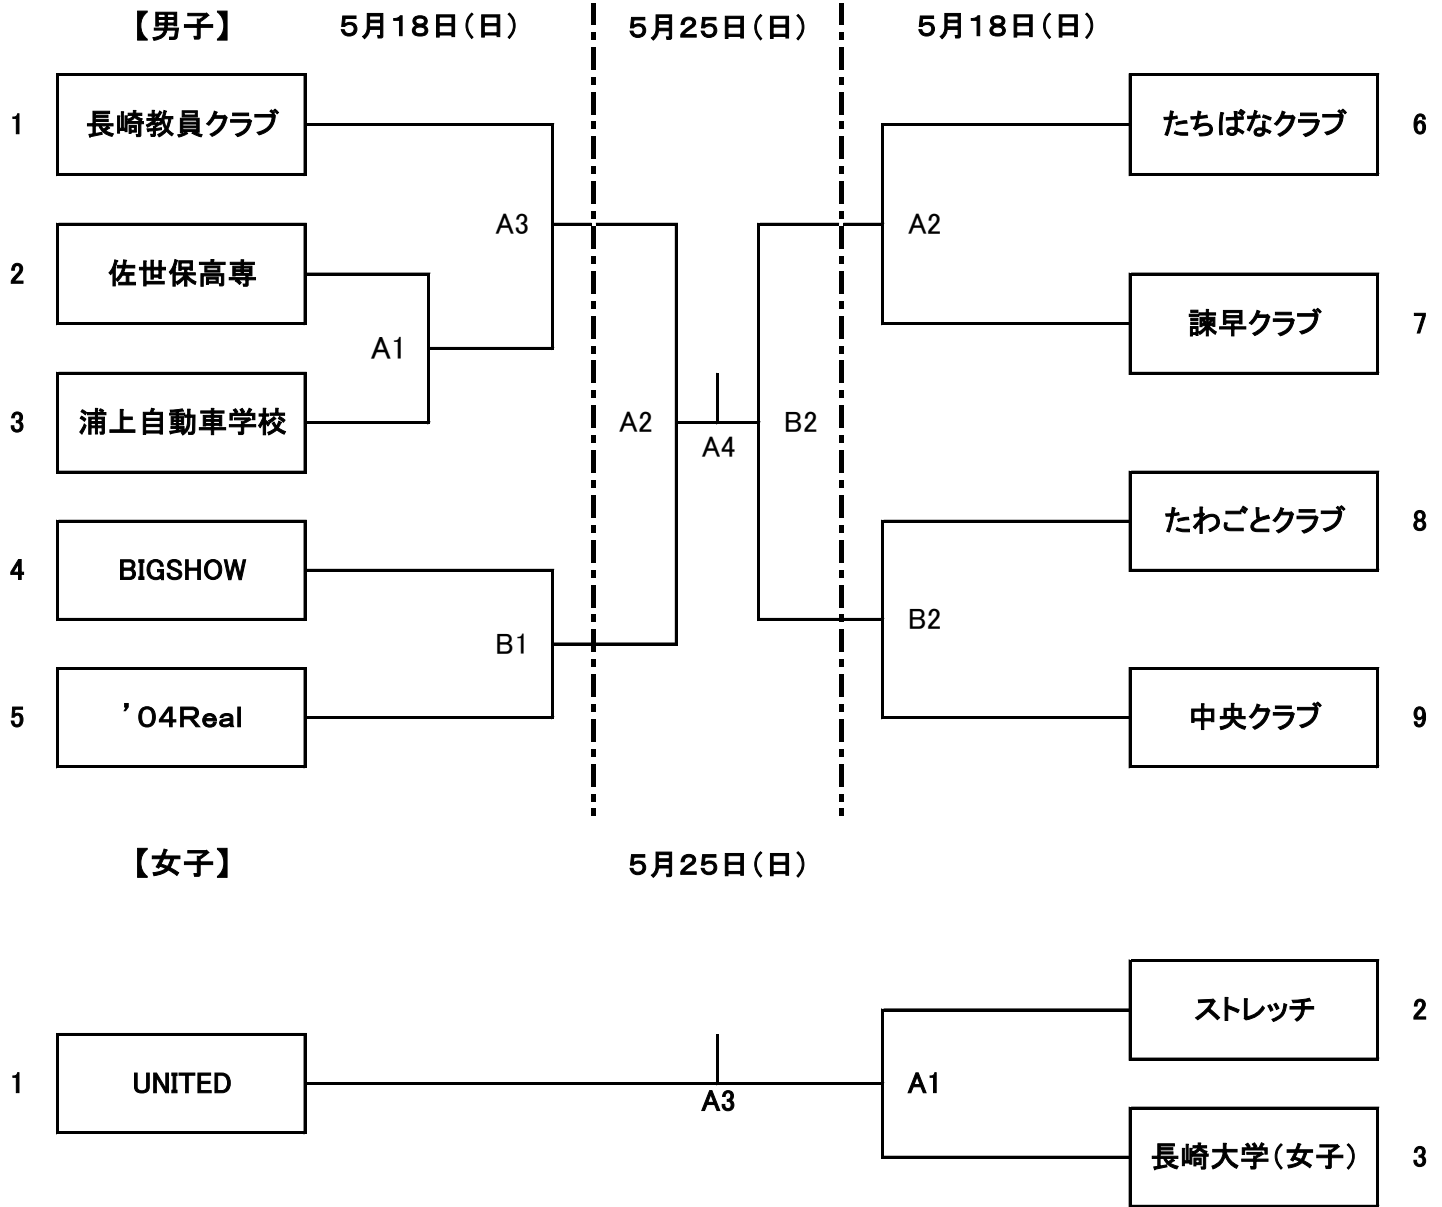 【男子】 ５月１８日（日） ５月２５日（日） ５月１８日（日）
1 長崎教員クラブ たちばなクラブ 6
A3 A2
2 佐世保高専 諫早クラブ 7
A1
3 浦上自動車学校 A2 A4 B2 たわごとクラブ 8
4 BIGSHOW B2
B1
5 ’０４Ｒｅａｌ 中央クラブ 9
【女子】 ５月２５日（日）
ストレッチ 2
1 UNITED A3 A1
長崎大学（女子） 3